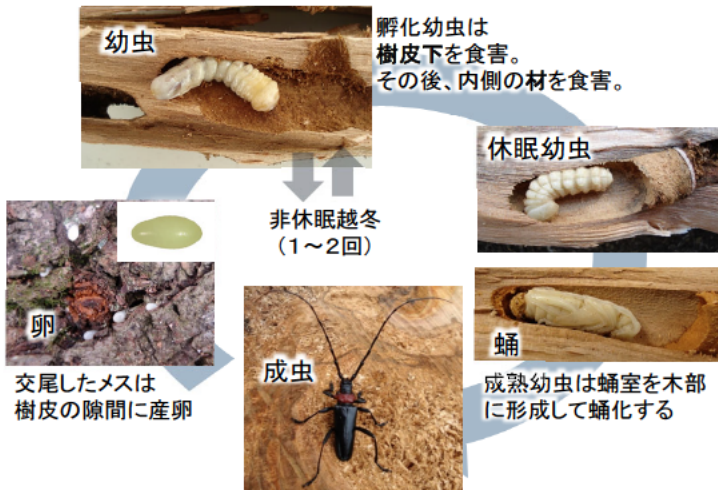 幼虫
孵化幼虫は
樹皮下を食害。
その後、内側の材を食害。
休眠幼虫
非休眠越冬
(1~2回)
卵
蛹
成虫
交尾したメスは
樹皮の隙間に産卵
成熟幼虫は蛹室を木部
に形成して蛹化する